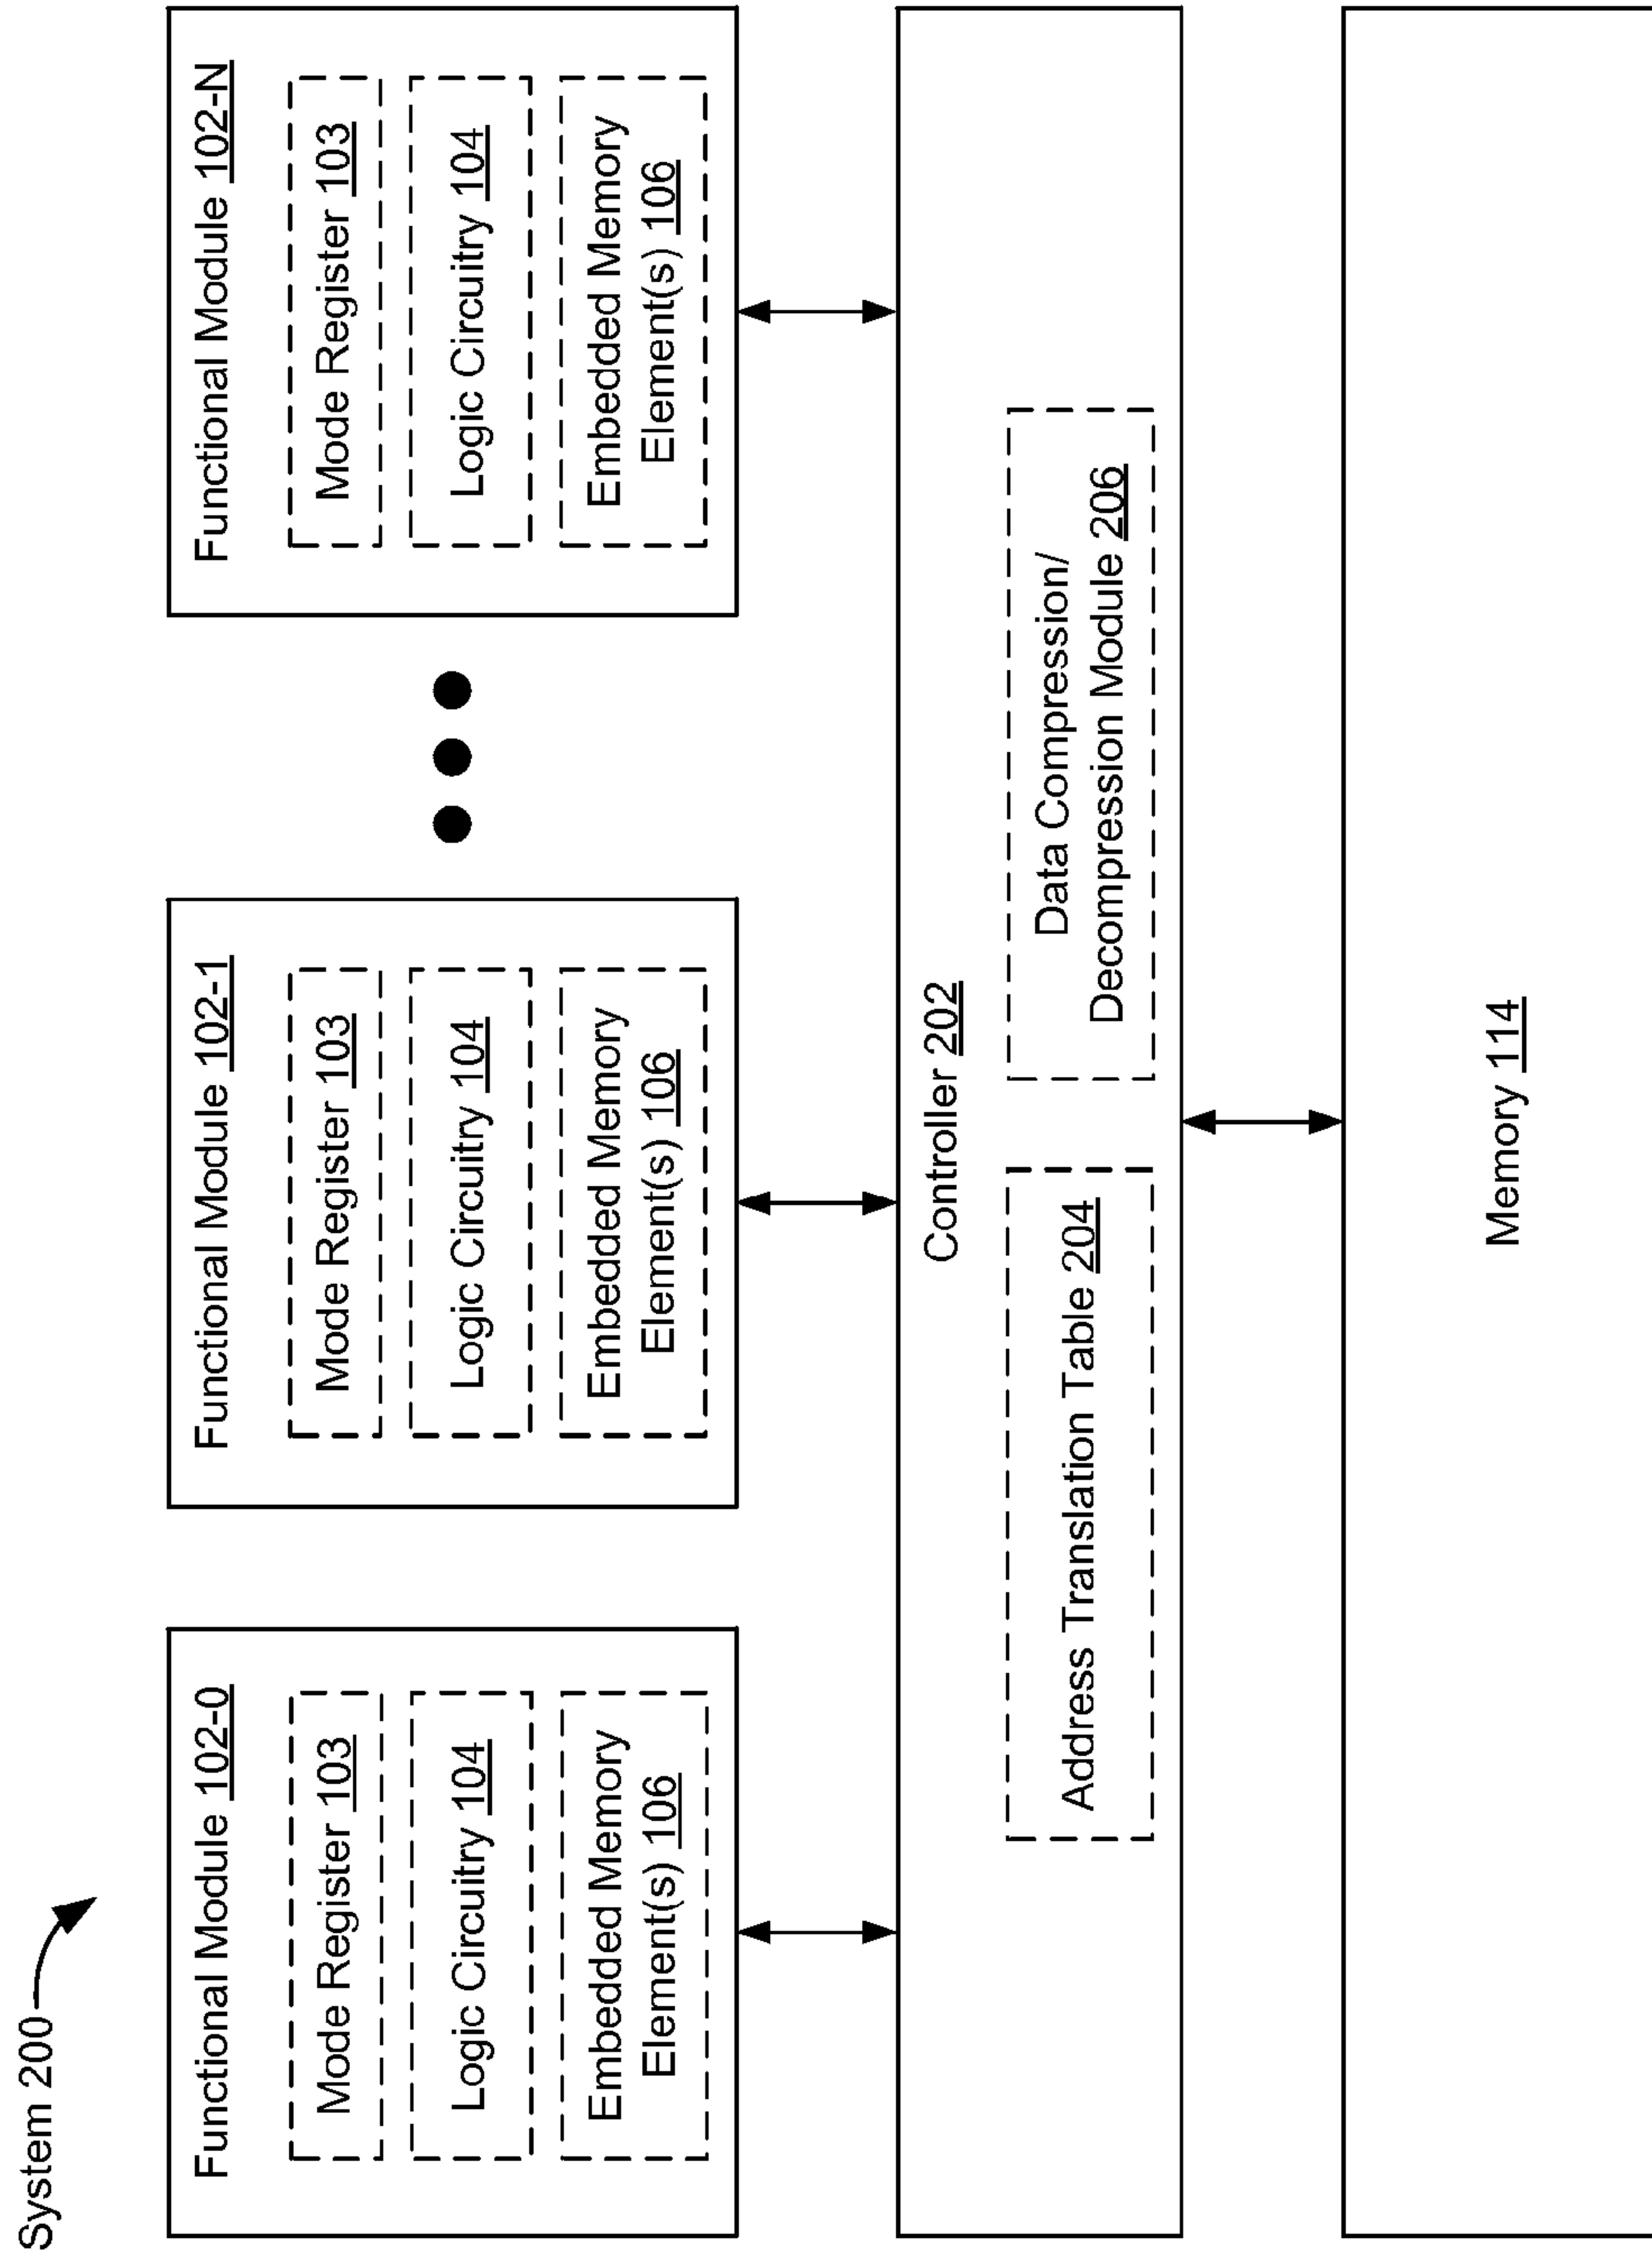 System 200
Functional Module 102-0
Mode Register 103
Logic Circuitry 104
Embedded Memory
Element(s) 106
Functional Module 102-1
Mode Register 103
Logic Circuitry 104
Embedded Memory
Element(s) 106
Functional Module 102-N
Mode Register 103
Logic Circuitry 104
Embedded Memory
Element(s) 106
Controller 202
Address Translation Table 204
Data Compression/
Decompression Module 206
Memory 114